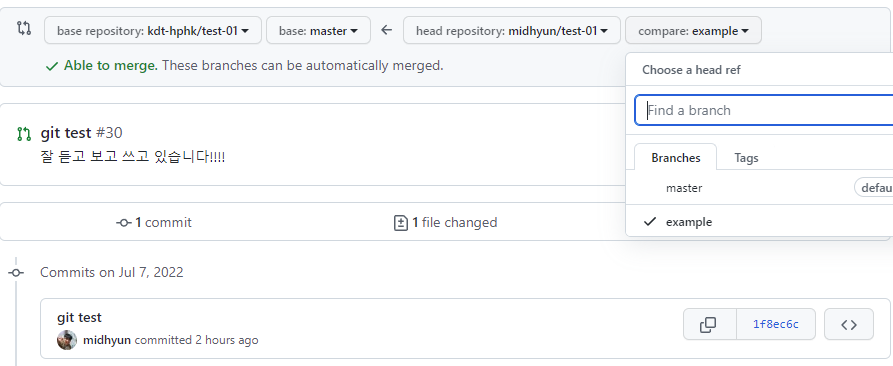 base repository: kdt-hphk/test-01 base: master head repository: midhyun/test-01 compare: example
Able to merge. These branches can be automatically merged.
Choose a head ref
Find a branch
git test #30
잘 듣고 보고 쓰고 있습니다!!!!
Branches Tags
master defau
example
1 commit 1 file changed
Commits on Jul 7, 2022
git test
midhyun committed 2 hours ago
1f8ec6c